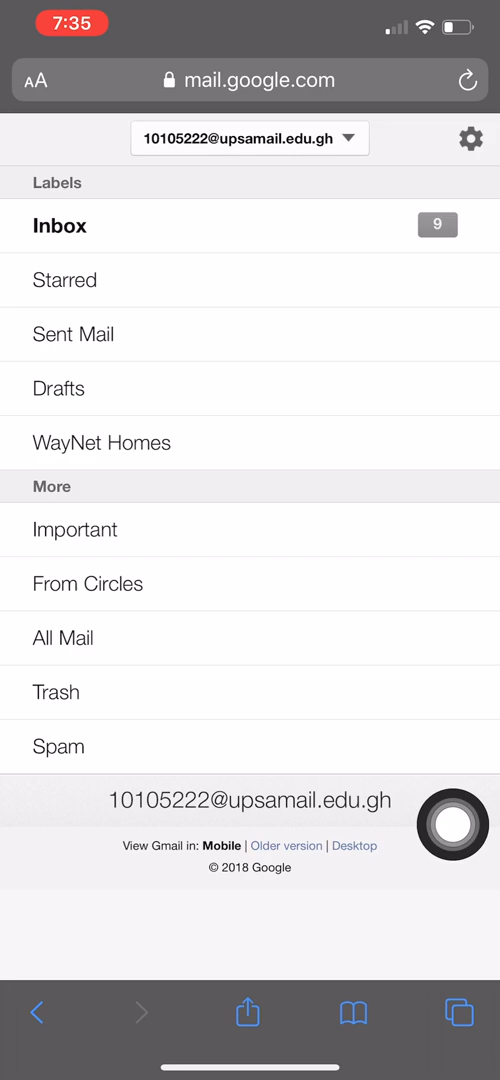 7:35
AA mail.google.com
10105222@upsamail.edu.gh
Labels
Inbox 9
Starred
Sent Mail
Drafts
WayNet Homes
More
Important
From Circles
All Mail
Trash
Spam
10105222@upsamail.edu.gh
View Gmail in: Mobile | Older version | Desktop
© 2018 Google